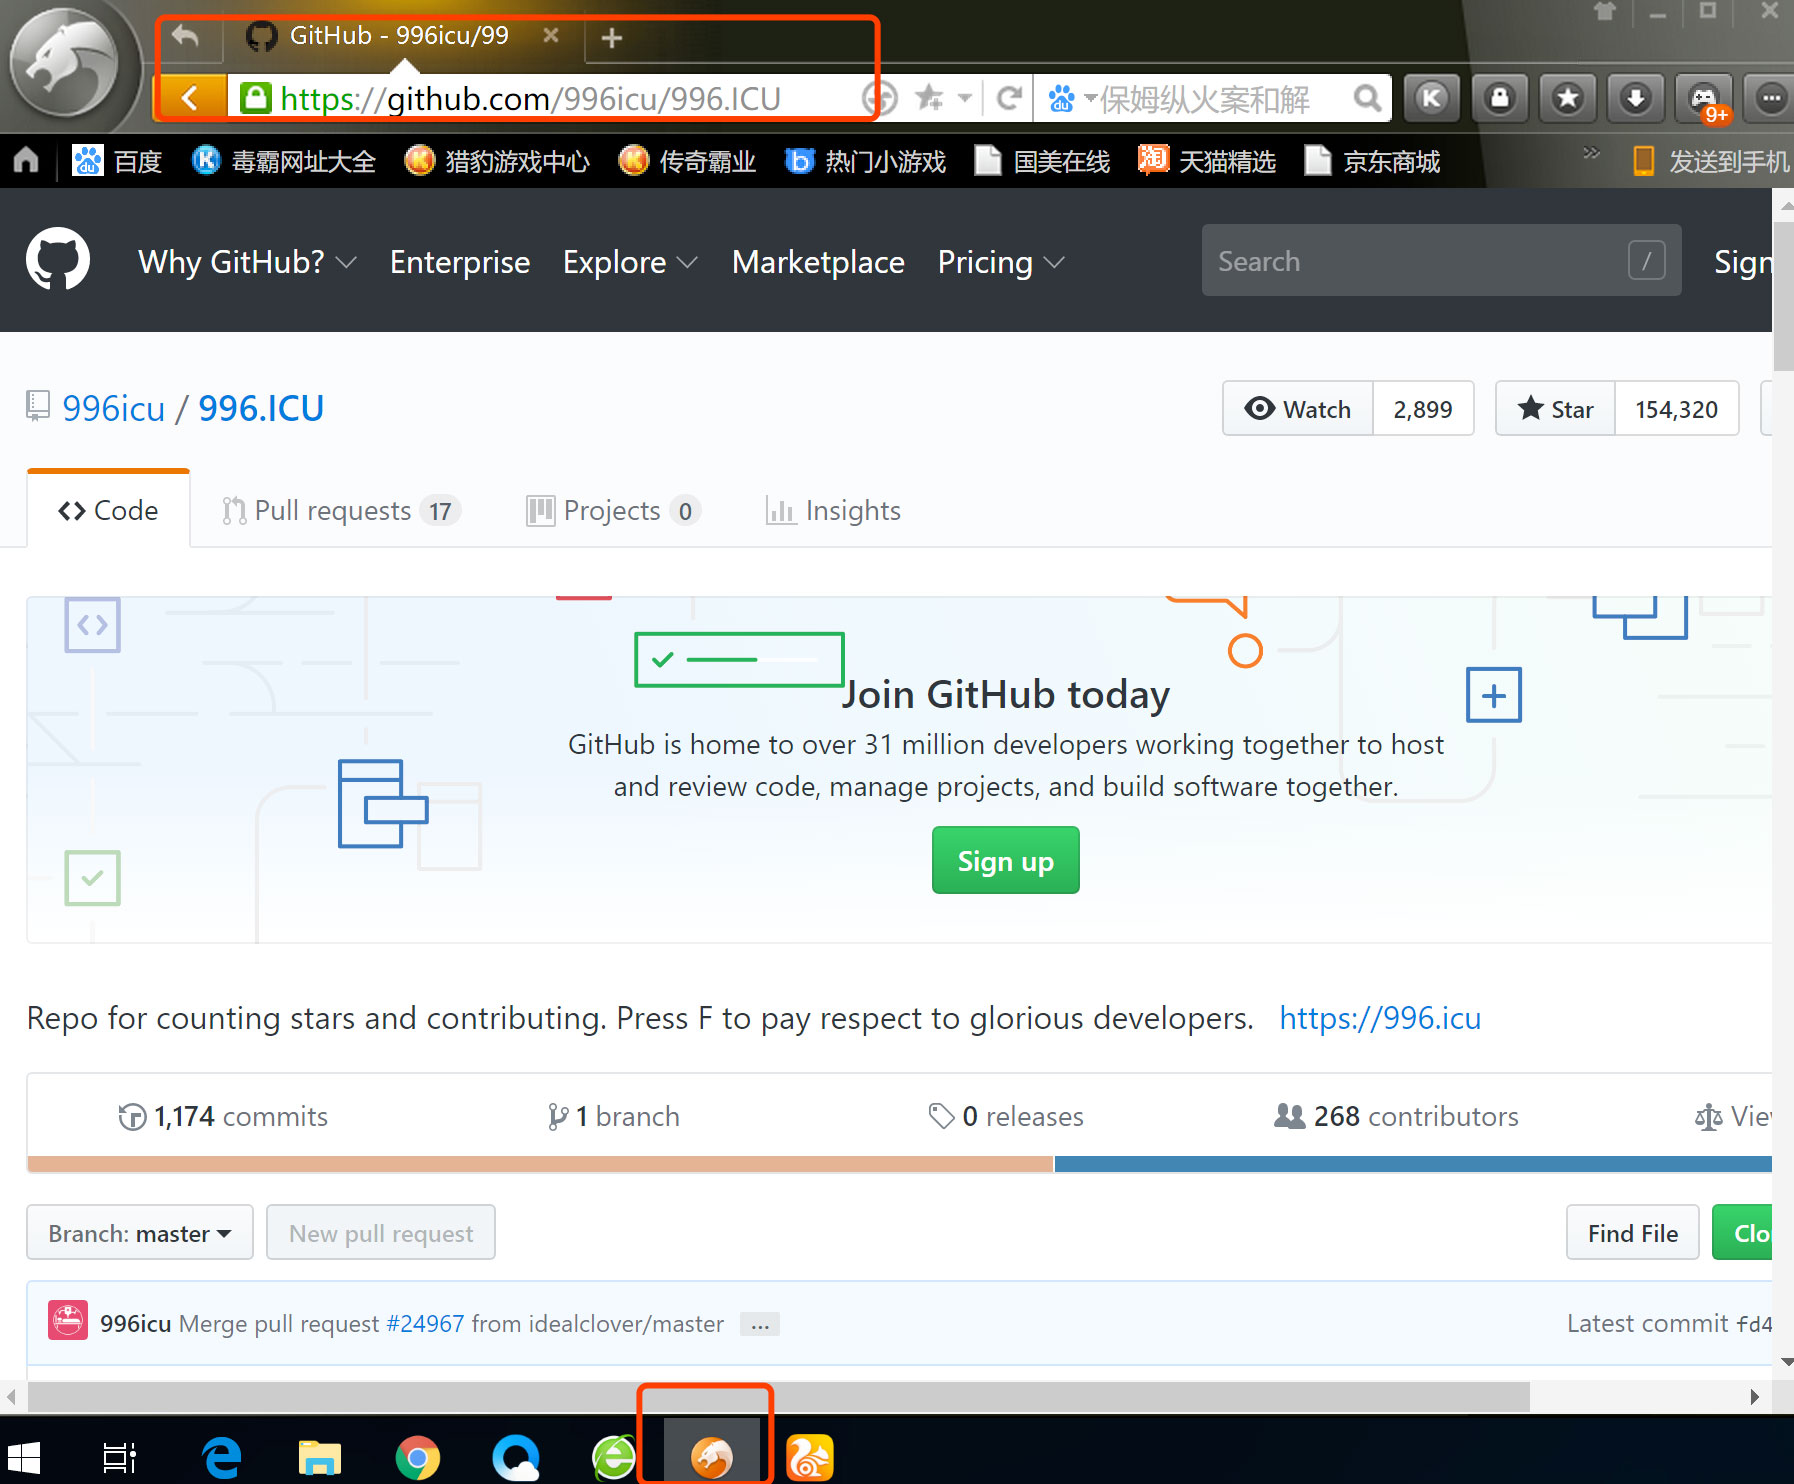 GitHub - 996icu/99
https://github.com/996icu/996.ICU
保姆纵火案和解
9+
百度 毒霸网址大全 猎豹游戏中心 传奇霸业 热门小游戏 国美在线 天猫精选 京东商城 发送到手机
Why GitHub? Enterprise Explore Marketplace Pricing Search / Sign
996icu / 996.ICU
Watch 2,899 Star 154,320
Code Pull requests 17 Projects 0 Insights
Join GitHub today
GitHub is home to over 31 million developers working together to host
and review code, manage projects, and build software together.
Sign up
Repo for counting stars and contributing. Press F to pay respect to glorious developers. https://996.icu
1,174 commits 1 branch 0 releases 268 contributors Vie
Branch: master New pull request Find File Clo
996icu Merge pull request #24967 from idealclover/master ... Latest commit fd4